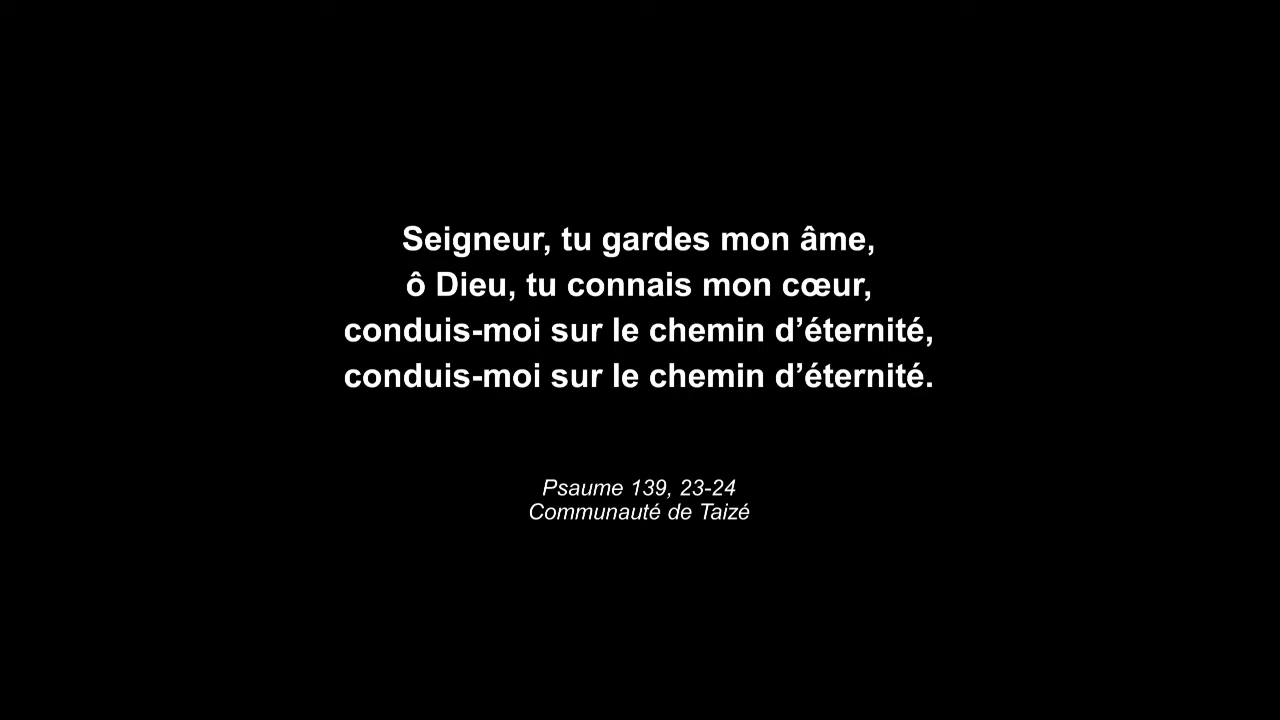 Seigneur, tu gardes mon âme,
ô Dieu, tu connais mon cœur,
conduis-moi sur le chemin d’éternité,
conduis-moi sur le chemin d’éternité.
Psaume 139, 23-24
Communauté de Taizé